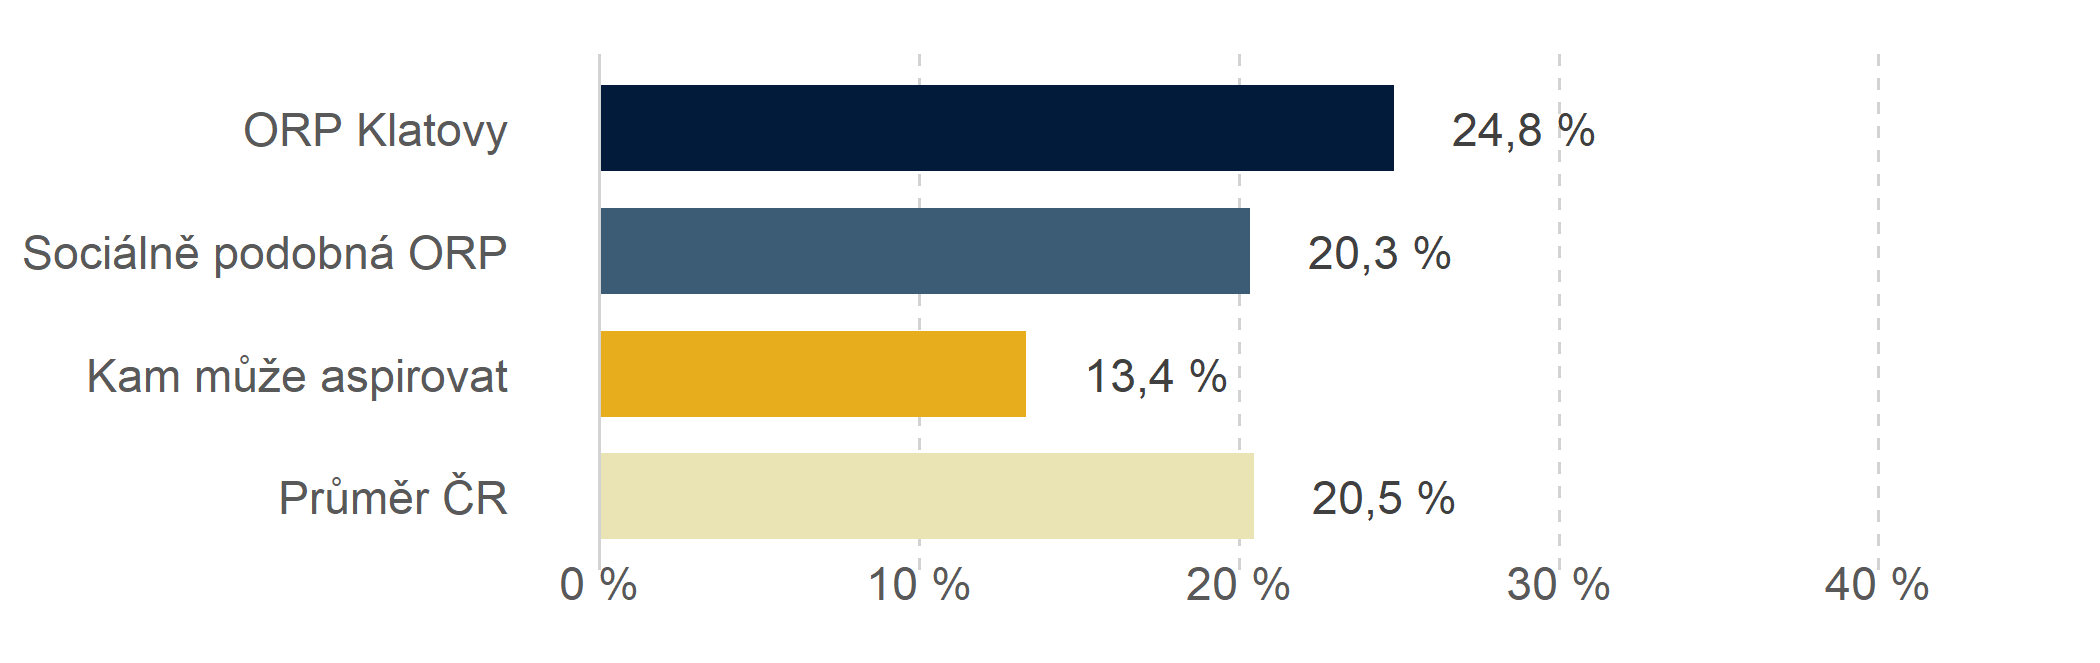 ORP Klatovy 24,8 %
Sociálně podobná ORP 20,3 %
Kam může aspirovat 13,4 %
Průměr ČR 20,5 %
0 % 10 % 20 % 30 % 40 %